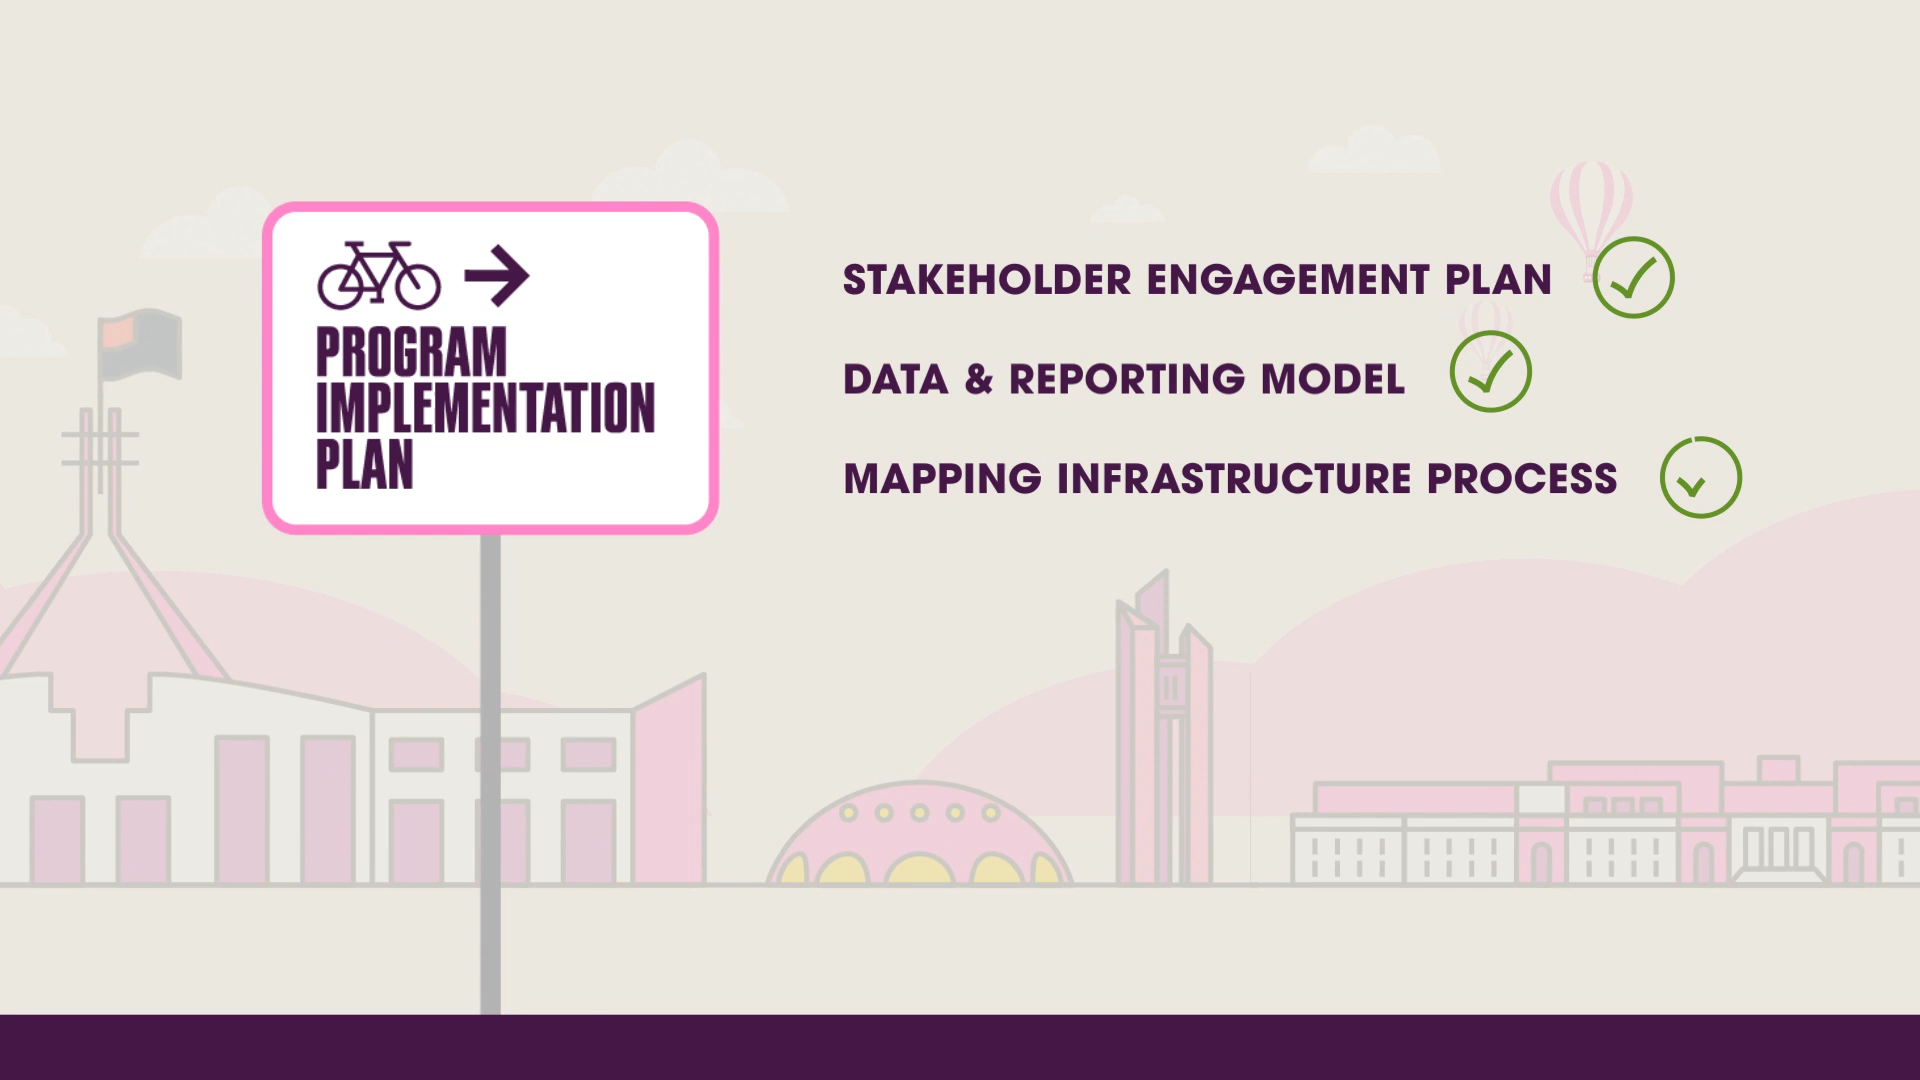 PROGRAM
IMPLEMENTATION
PLAN
STAKEHOLDER ENGAGEMENT PLAN
DATA & REPORTING MODEL
MAPPING INFRASTRUCTURE PROCESS